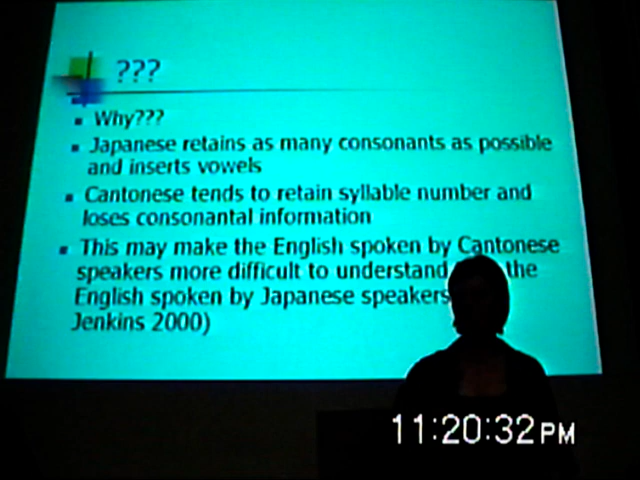 ???
Why???
Japanese retains as many consonants as possible
and inserts vowels
Cantonese tends to retain syllable number and
loses consonantal information
This may make the English spoken by Cantonese
speakers more difficult to understand the
English spoken by Japanese speakers
Jenkins 2000)
11:20:32PM